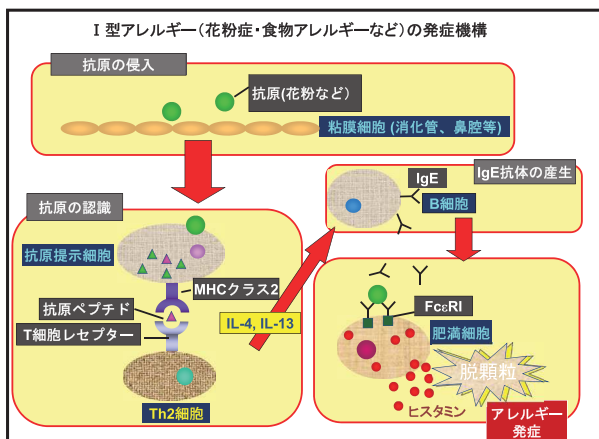 Ⅰ型アレルギー(花粉症・食物アレルギーなど)の発症機構
抗原の侵入
抗原(花粉など)
粘膜細胞 (消化管、鼻腔等)
抗原の認識
抗原提示細胞
MHCクラス2
抗原ペプチド
T細胞レセプター
Th2細胞
IL-4, IL-13
IgE抗体の産生
IgE
B細胞
FcεRI
肥満細胞
脱顆粒
ヒスタミン
アレルギー
発症